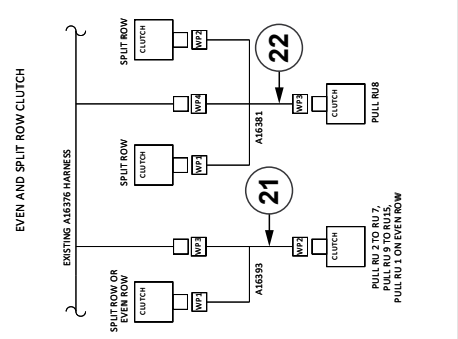 EVEN AND SPLIT ROW CLUTCH
EXISTING A16376 HARNESS
SPLIT ROW OR
EVEN ROW
CLUTCH
WP1
WP3
A16393
21
WP2
CLUTCH
PULL RU 2 TO RU 7,
PULL RU 9 TO RU15,
PULL RU 1 ON EVEN ROW
SPLIT ROW
CLUTCH
WP1
WP4
SPLIT ROW
CLUTCH
WP2
A16381
22
WP3
CLUTCH
PULL RU8